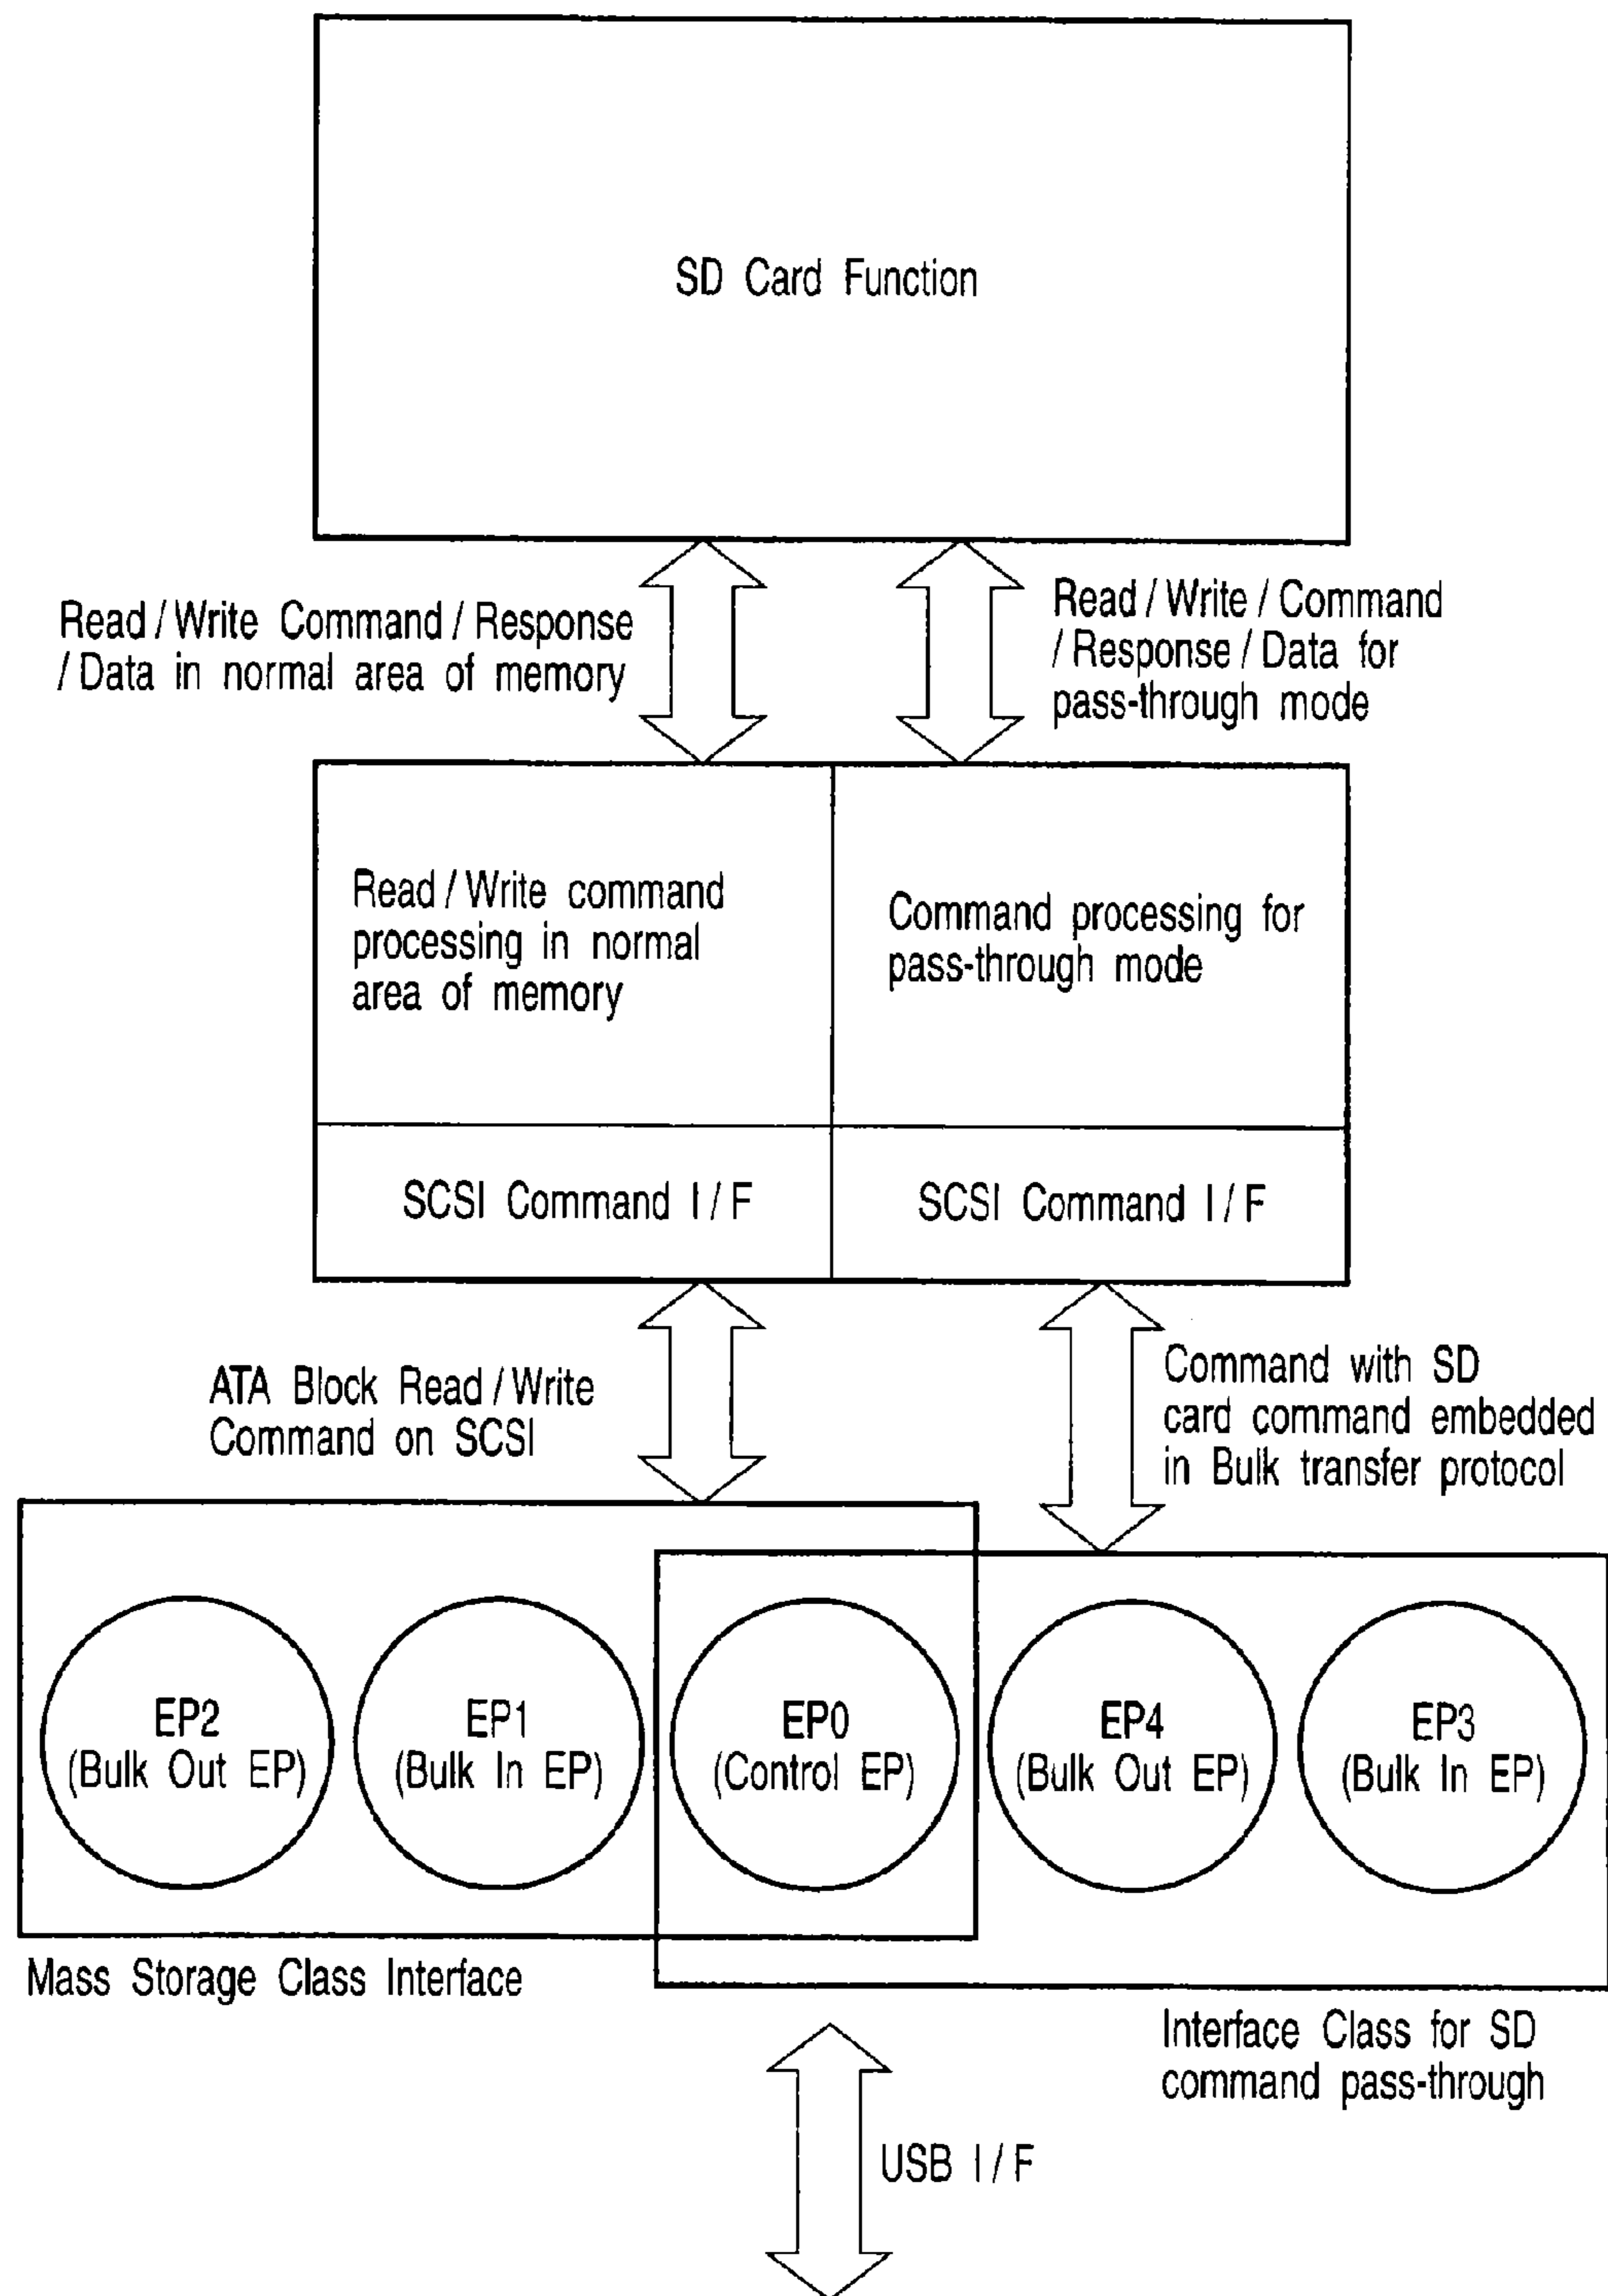 SD Card Function
Read / Write Command / Response
/ Data in normal area of memory
Read / Write / Command
/ Response / Data for
pass-through mode
Read / Write command
processing in normal
area of memory
Command processing for
pass-through mode
SCSI Command I / F
SCSI Command I / F
ATA Block Read / Write
Command on SCSI
Command with SD
card command embedded
in Bulk transfer protocol
EP2
(Bulk Out EP)
EP1
(Bulk In EP)
EP0
(Control EP)
EP4
(Bulk Out EP)
EP3
(Bulk In EP)
Mass Storage Class Interface
Interface Class for SD
command pass-through
USB I / F